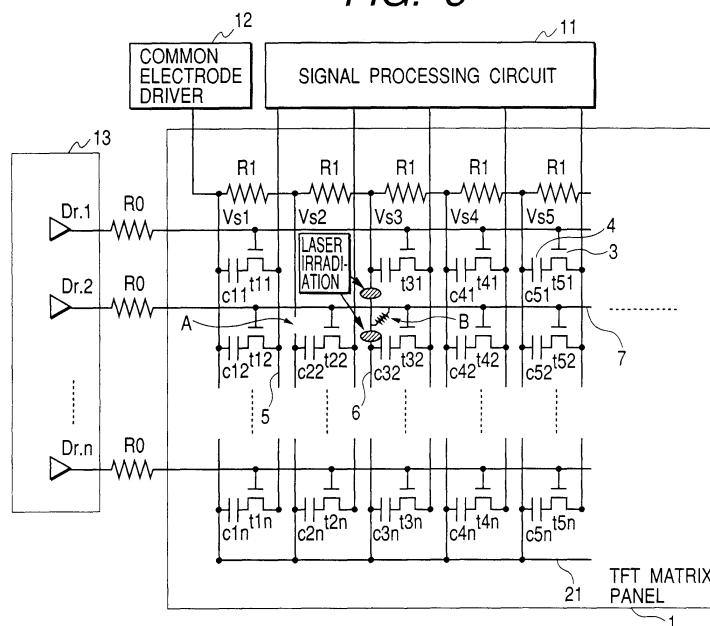 12
11
COMMON
ELECTRODE
DRIVER
SIGNAL PROCESSING CIRCUIT
13
R1 R1 R1 R1 R1
Dr.1 R0
Vs1 Vs2 Vs3 Vs4 Vs5 4
3
LASER
IRRADI-
ATION
c11 t11 t31 c41 t41 c51 t51
Dr.2 R0
A B
7
c12 t12 c22 t22 c32 t32 c42 t42 c52 t52
5 6
Dr.n R0
c1n t1n c2n t2n c3n t3n c4n t4n c5n t5n
21
TFT MATRIX
PANEL
1